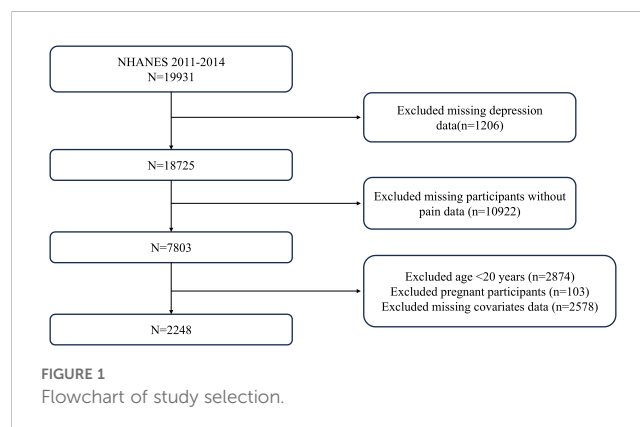 NHANES 2011-2014
N=19931
Excluded missing depression
data(n=1206)
N=18725
Excluded missing participants without
pain data (n=10922)
N=7803
Excluded age <20 years (n=2874)
Excluded pregnant participants (n=103)
Excluded missing covariates data (n=2578)
N=2248
FIGURE 1
Flowchart of study selection.